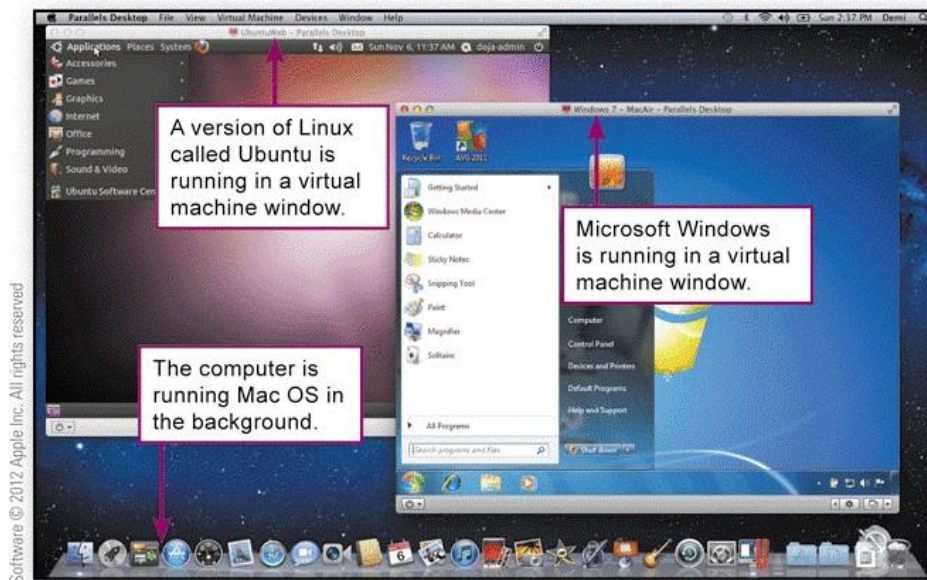 Parallels Desktop File View Virtual Machine Devices Window Help
Sun 2:37 PM Demi
UbuntuWeb - Parallels Desktop
Applications Places System
Sun Nov 6, 11:37 AM doja-admin
Accessories
Games
Graphics
Internet
Office
Programming
Sound & Video
Ubuntu Software Cen
A version of Linux
called Ubuntu is
running in a virtual
machine window.
Windows 7 - MacAir - Parallels Desktop
Recycle Bin
AVG 2011
Getting Started
Windows Media Center
Calculator
Sticky Notes
Snipping Tool
Paint
Magnifier
Solitaire
All Programs
Search programs and files
Microsoft Windows
is running in a virtual
machine window.
Computer
Control Panel
Devices and Printers
Default Programs
Help and Support
Shut down
The computer is
running Mac OS in
the background.
6
Software © 2012 Apple Inc. All rights reserved